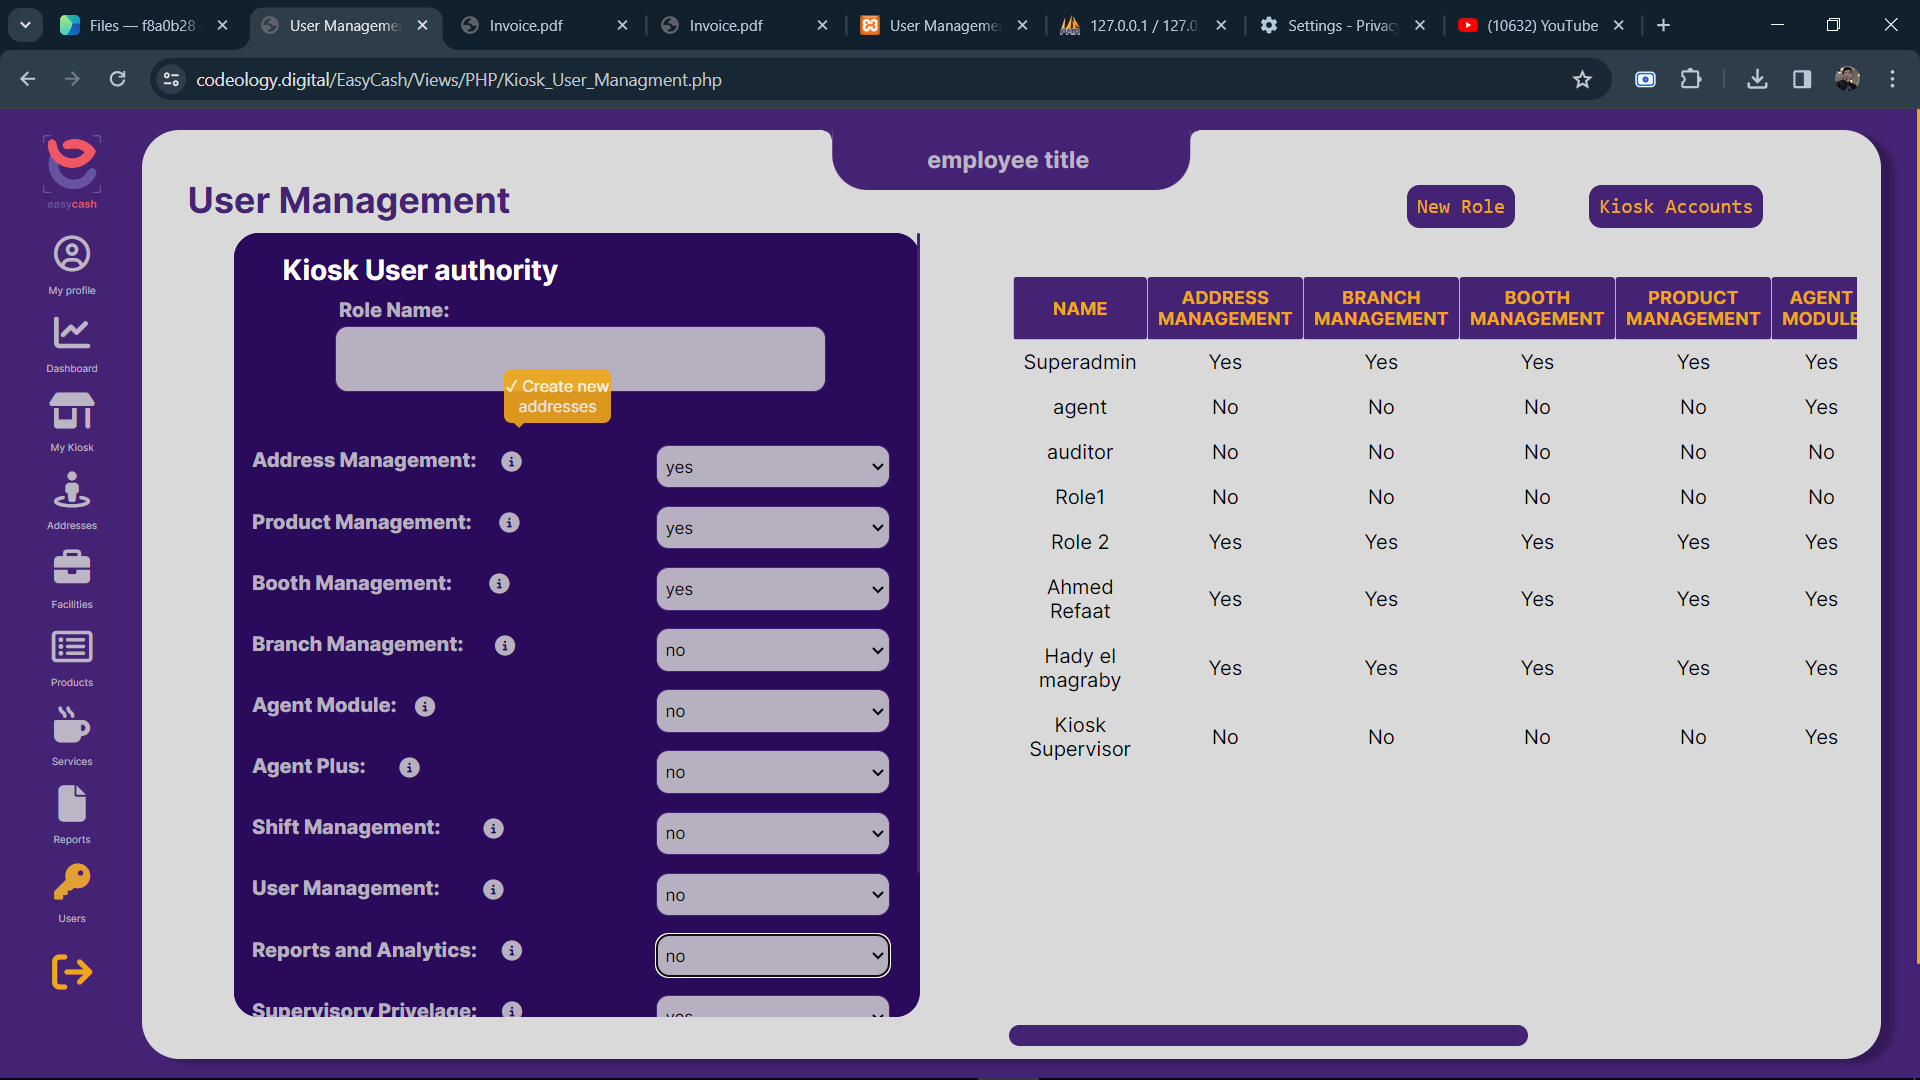 Files — f8a0b28
User Manageme
Invoice.pdf
Invoice.pdf
User Manageme
127.0.0.1 / 127.0
Settings - Privac
(10632) YouTube
codeology.digital/EasyCash/Views/PHP/Kiosk_User_Managment.php
easycash
My profile
Dashboard
My Kiosk
Addresses
Facilities
Products
Services
Reports
Users
employee title
User Management
New Role
Kiosk Accounts
Kiosk User authority
Role Name:
✓ Create new
addresses
Address Management: yes
Product Management: yes
Booth Management: yes
Branch Management: no
Agent Module: no
Agent Plus: no
Shift Management: no
User Management: no
Reports and Analytics: no
Supervisory Privelage: yes
NAME ADDRESS MANAGEMENT BRANCH MANAGEMENT BOOTH MANAGEMENT PRODUCT MANAGEMENT AGENT MODULE
Superadmin Yes Yes Yes Yes Yes
agent No No No No Yes
auditor No No No No No
Role1 No No No No No
Role 2 Yes Yes Yes Yes Yes
Ahmed Refaat Yes Yes Yes Yes Yes
Hady el magraby Yes Yes Yes Yes Yes
Kiosk Supervisor No No No No Yes